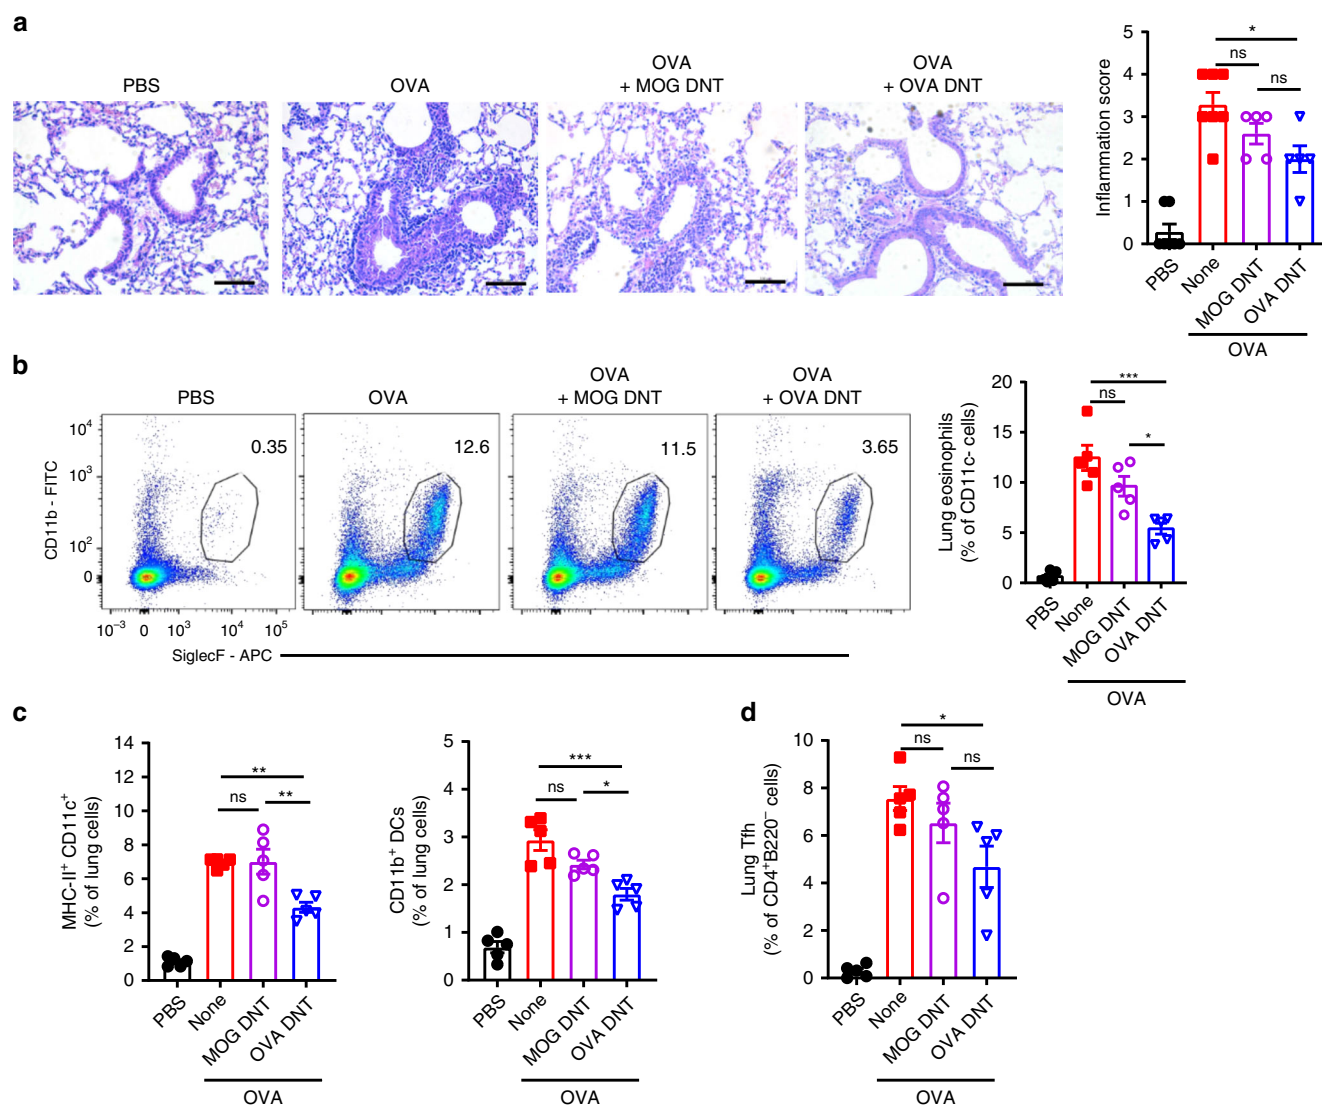 a
PBS
OVA
OVA
+ MOG DNT
OVA
+ OVA DNT
Inflammation score
5
4
3
2
1
0
*
ns
ns
PBS
None
MOG DNT
OVA DNT
OVA
b
PBS
OVA
OVA
+ MOG DNT
OVA
+ OVA DNT
0.35
12.6
11.5
3.65
CD11b - FITC
10⁴
10³
10²
0
10⁻³ 0 10³ 10⁴ 10⁵
SiglecF - APC
Lung eosinophils
(% of CD11c- cells)
20
15
10
5
0
***
ns
*
PBS
None
MOG DNT
OVA DNT
OVA
c
MHC-II⁺ CD11c⁺
(% of lung cells)
14
12
10
8
6
4
2
0
**
ns
**
PBS
None
MOG DNT
OVA DNT
OVA
CD11b⁺ DCs
(% of lung cells)
5
4
3
2
1
0
***
ns
*
PBS
None
MOG DNT
OVA DNT
OVA
d
Lung Tfh
(% of CD4⁺B220⁻ cells)
10
8
6
4
2
0
*
ns
ns
PBS
None
MOG DNT
OVA DNT
OVA